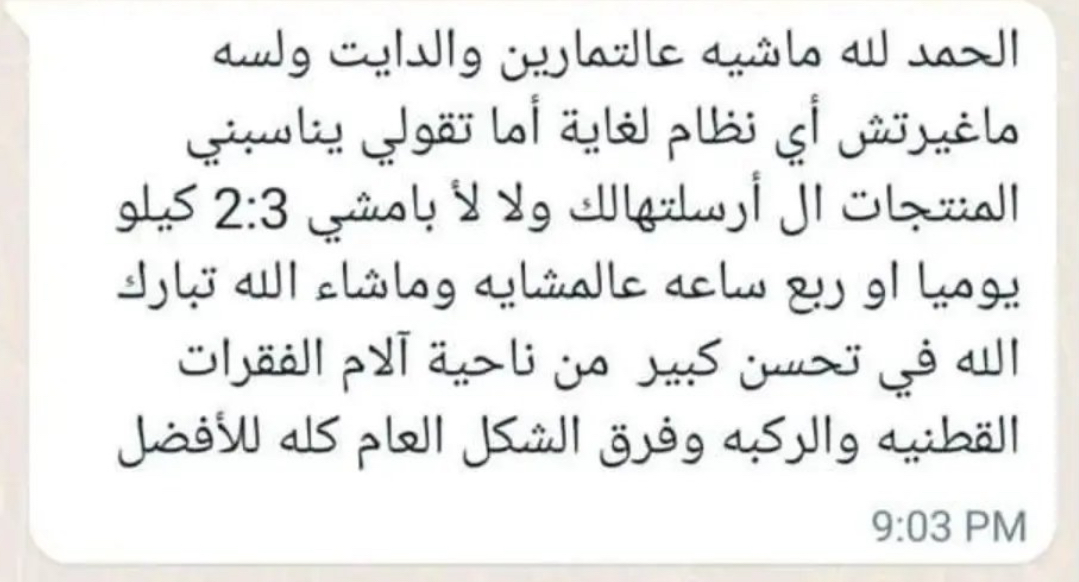 الحمد لله ماشيه عالتمارين والدايت ولسه
ماغيرتش أي نظام لغاية أما تقولي يناسبني
المنتجات ال أرسلتهالك ولا لأ بامشي 2:3 كيلو
يوميا او ربع ساعه عالمشايه وماشاء الله تبارك
الله في تحسن كبير من ناحية آلام الفقرات
القطنيه والركبه وفرق الشكل العام كله للأفضل
9:03 PM